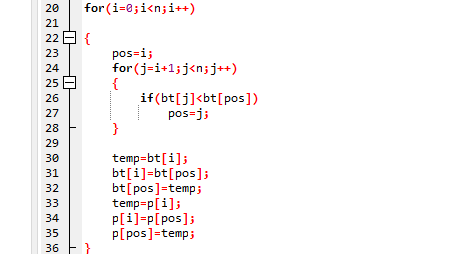 20 for(i=0;i<n;i++)
21
22 {
23 pos=i;
24 for(j=i+1;j<n;j++)
25 {
26 if(bt[j]<bt[pos])
27 pos=j;
28 }
29
30 temp=bt[i];
31 bt[i]=bt[pos];
32 bt[pos]=temp;
33 temp=p[i];
34 p[i]=p[pos];
35 p[pos]=temp;
36 }